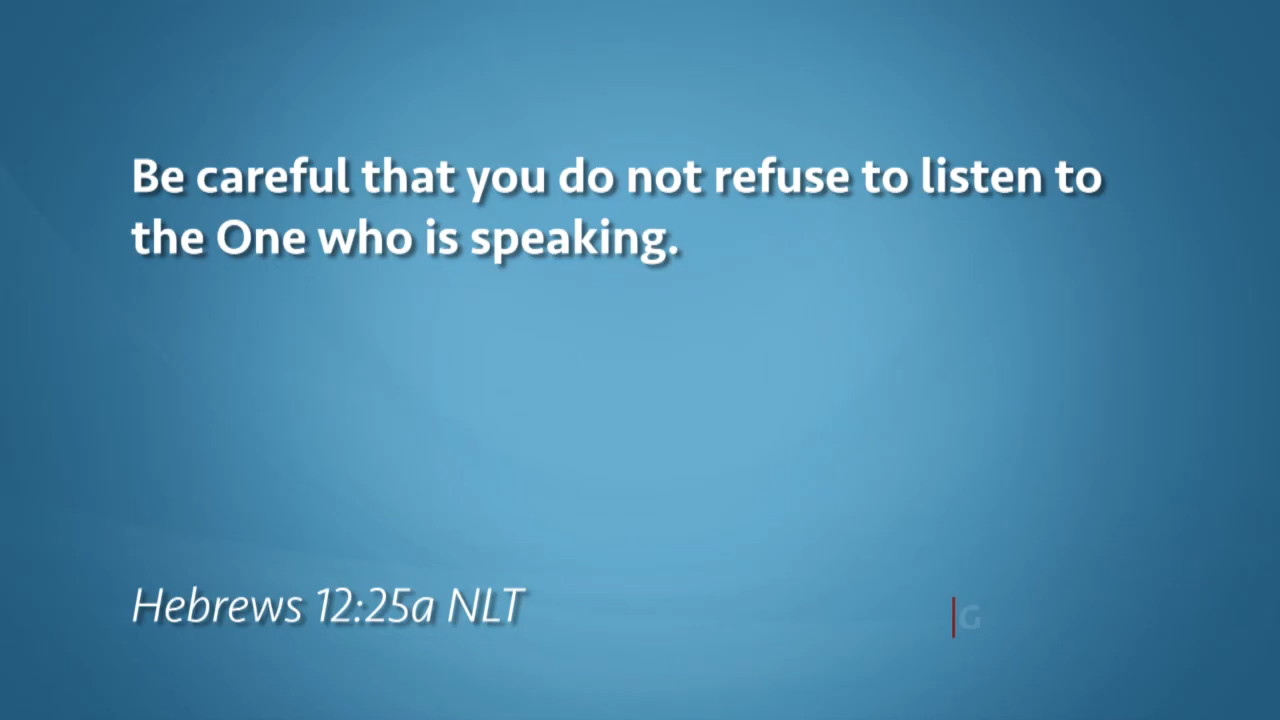 Be careful that you do not refuse to listen to
the One who is speaking.
Hebrews 12:25a NLT
G